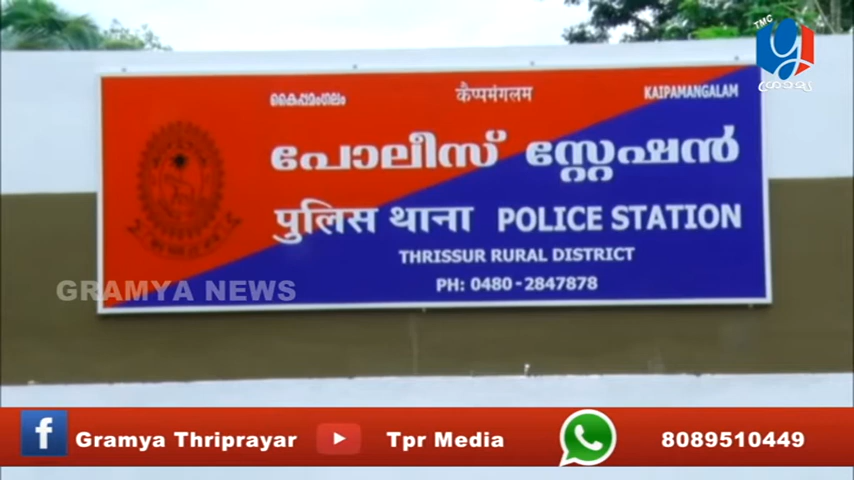 TMC
ഗ്രാമ്യ
കൈപ്പമംഗലം कैप्पमंगलम KAIPAMANGALAM
പോലീസ് സ്റ്റേഷൻ
पुलिस थाना POLICE STATION
THRISSUR RURAL DISTRICT
PH: 0480-2847878
GRAMYA NEWS
Gramya Thriprayar Tpr Media 8089510449